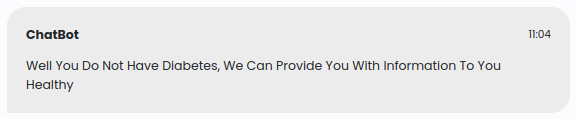 ChatBot 11:04
Well You Do Not Have Diabetes, We Can Provide You With Information To You
Healthy